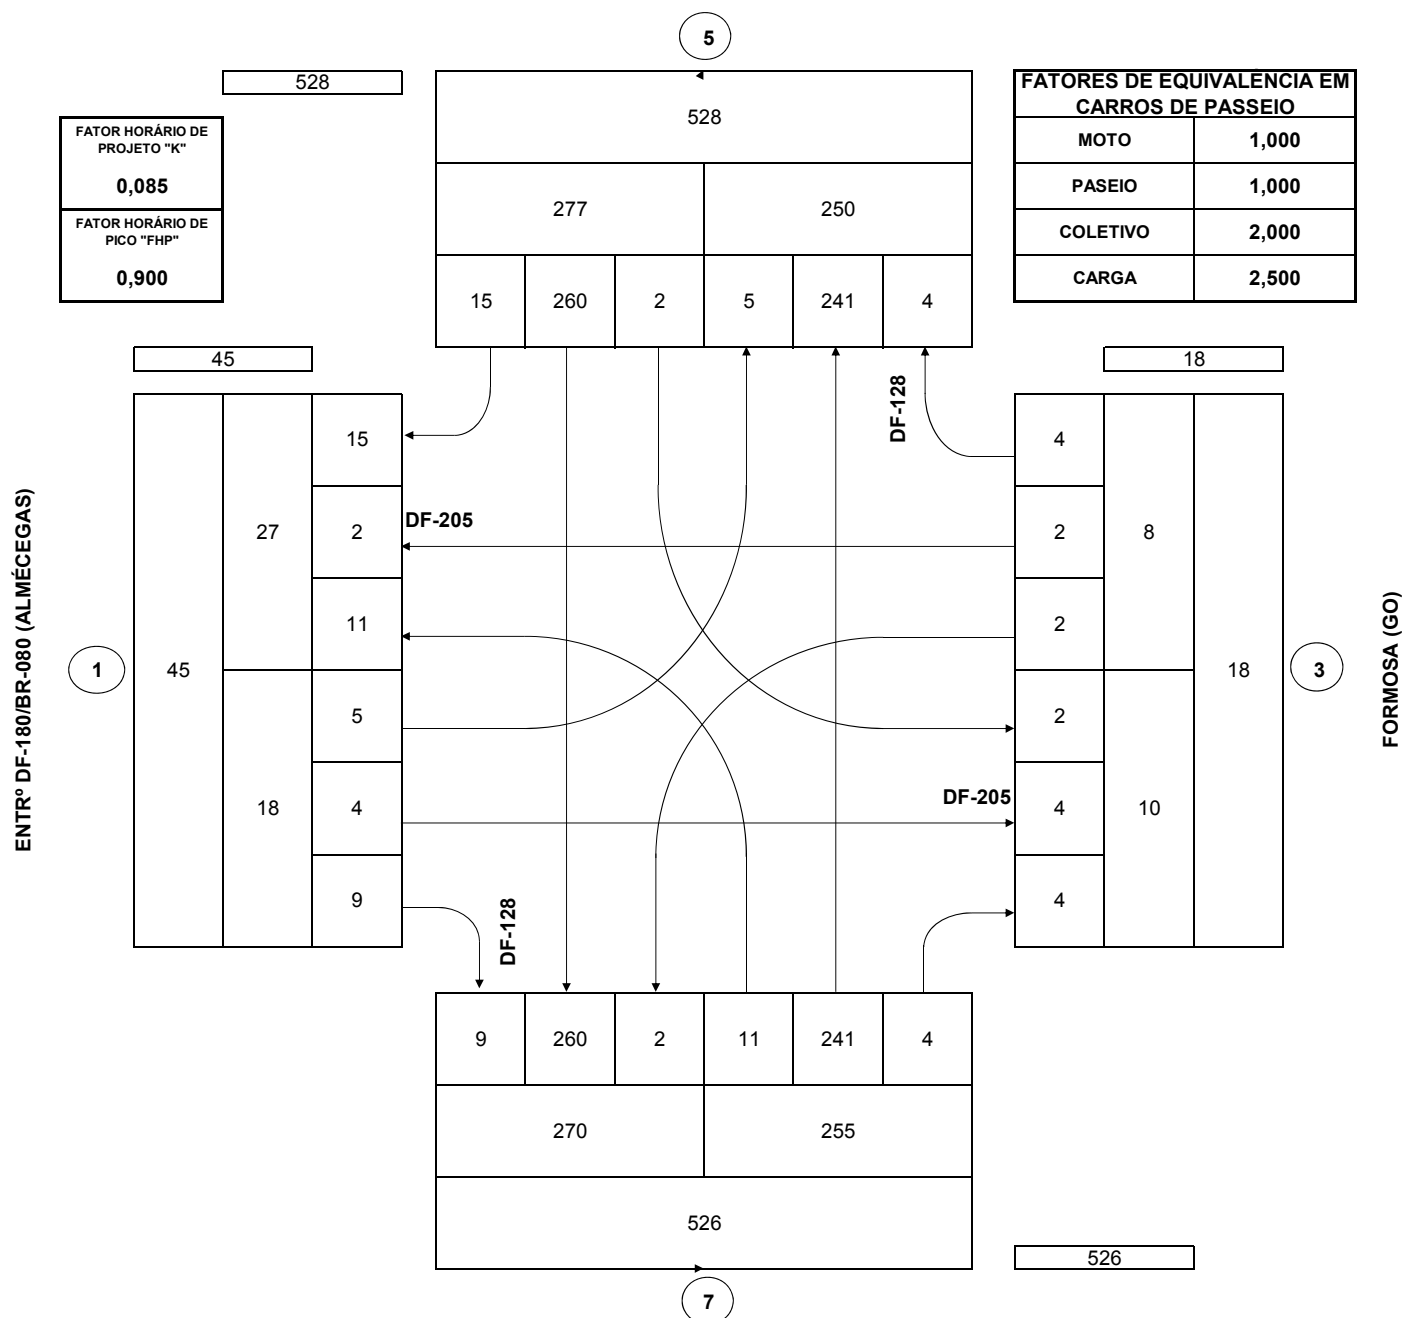 5
528
528
FATORES DE EQUIVALÊNCIA EM
CARROS DE PASSEIO
MOTO 1,000
PASEIO 1,000
COLETIVO 2,000
CARGA 2,500
FATOR HORÁRIO DE
PROJETO "K"
0,085
FATOR HORÁRIO DE
PICO "FHP"
0,900
277 250
15 260 2 5 241 4
45
18
DF-128
ENTRº DF-180/BR-080 (ALMÉCEGAS)
1
45
27
18
15
2
11
5
4
9
DF-205
DF-205
4
2
2
2
4
4
8
10
18
3
FORMOSA (GO)
DF-128
9 260 2 11 241 4
270 255
526
526
7